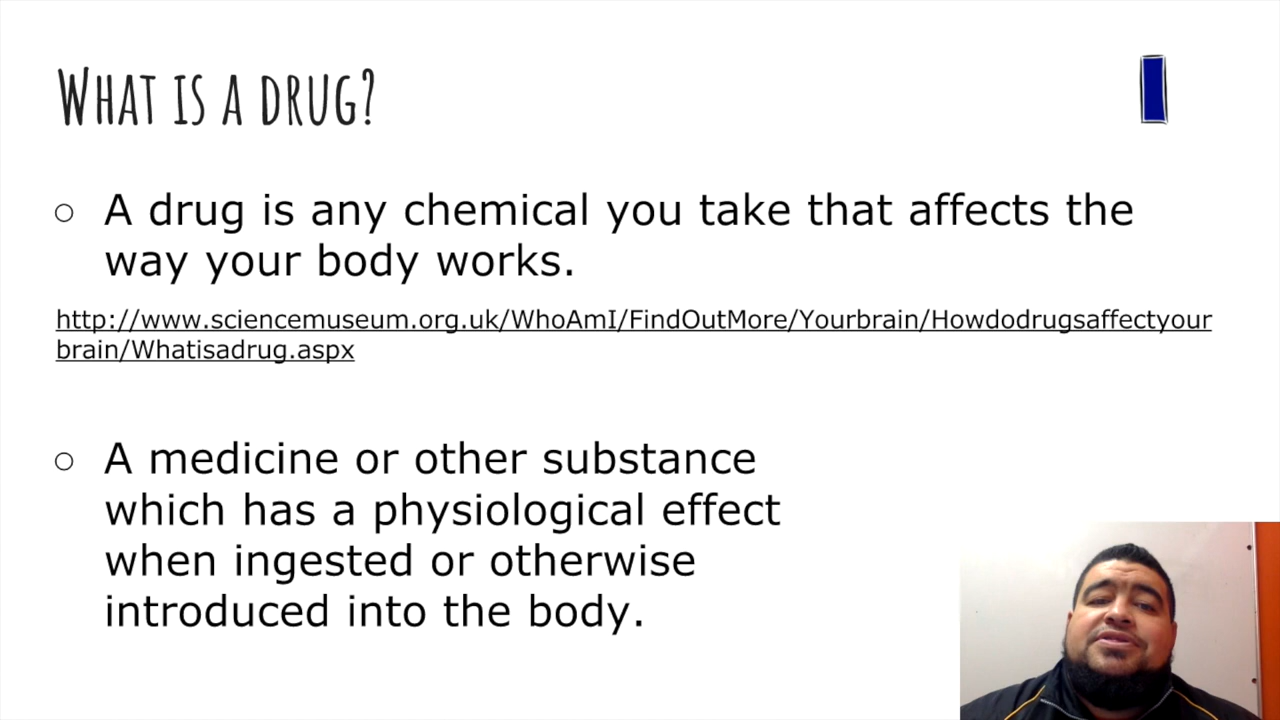 What is a drug?
○ A drug is any chemical you take that affects the
way your body works.
http://www.sciencemuseum.org.uk/WhoAmI/FindOutMore/Yourbrain/Howdodrugsaffectyour
brain/Whatisadrug.aspx
○ A medicine or other substance
which has a physiological effect
when ingested or otherwise
introduced into the body.